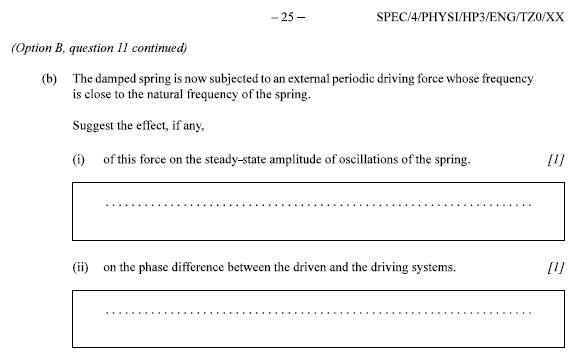 – 25 –
SPEC/4/PHYSI/HP3/ENG/TZ0/XX
(Option B, question 11 continued)
(b) The damped spring is now subjected to an external periodic driving force whose frequency
is close to the natural frequency of the spring.
Suggest the effect, if any,
(i) of this force on the steady-state amplitude of oscillations of the spring. [1]
(ii) on the phase difference between the driven and the driving systems. [1]